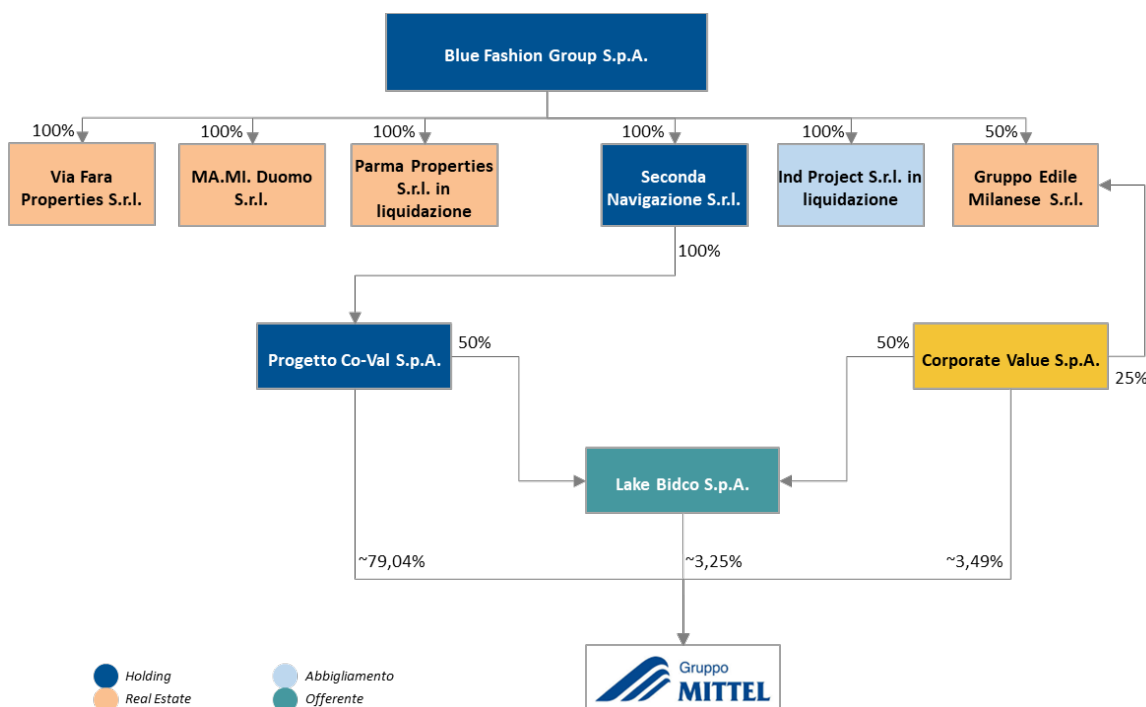 Blue Fashion Group S.p.A.
100%
100%
100%
100%
100%
50%
Via Fara
Properties S.r.l.
MA.MI. Duomo
S.r.l.
Parma Properties
S.r.l. in
liquidazione
Seconda
Navigazione S.r.l.
Ind Project S.r.l. in
liquidazione
Gruppo Edile
Milanese S.r.l.
100%
Progetto Co-Val S.p.A.
50%
50%
Corporate Value S.p.A.
25%
Lake Bidco S.p.A.
~79,04%
~3,25%
~3,49%
Gruppo
MITTEL
Holding
Abbigliamento
Real Estate
Offerente